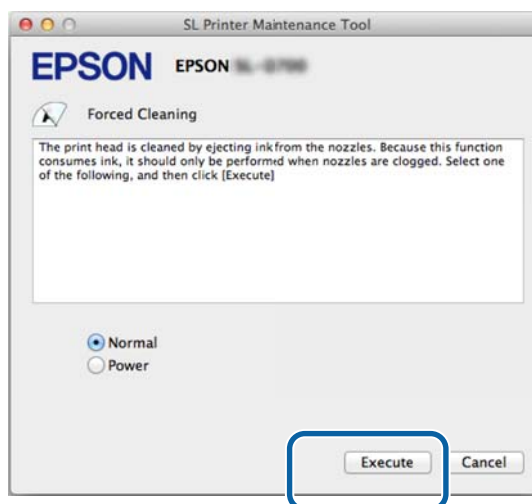 SL Printer Maintenance Tool
EPSON EPSON
Forced Cleaning
The print head is cleaned by ejecting ink from the nozzles. Because this function
consumes ink, it should only be performed when nozzles are clogged. Select one
of the following, and then click [Execute]
Normal
Power
Execute Cancel